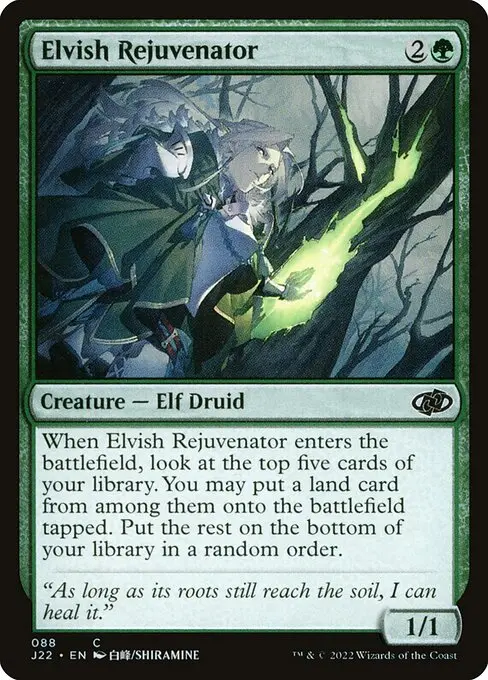 Elvish Rejuvenator 2
Creature — Elf Druid
When Elvish Rejuvenator enters the
battlefield, look at the top five cards of
your library. You may put a land card
from among them onto the battlefield
tapped. Put the rest on the bottom of
your library in a random order.
“As long as its roots still reach the soil, I can
heal it.”
1/1
088 C
J22 • EN 白峰/SHIRAMINE ™ & © 2022 Wizards of the Coast